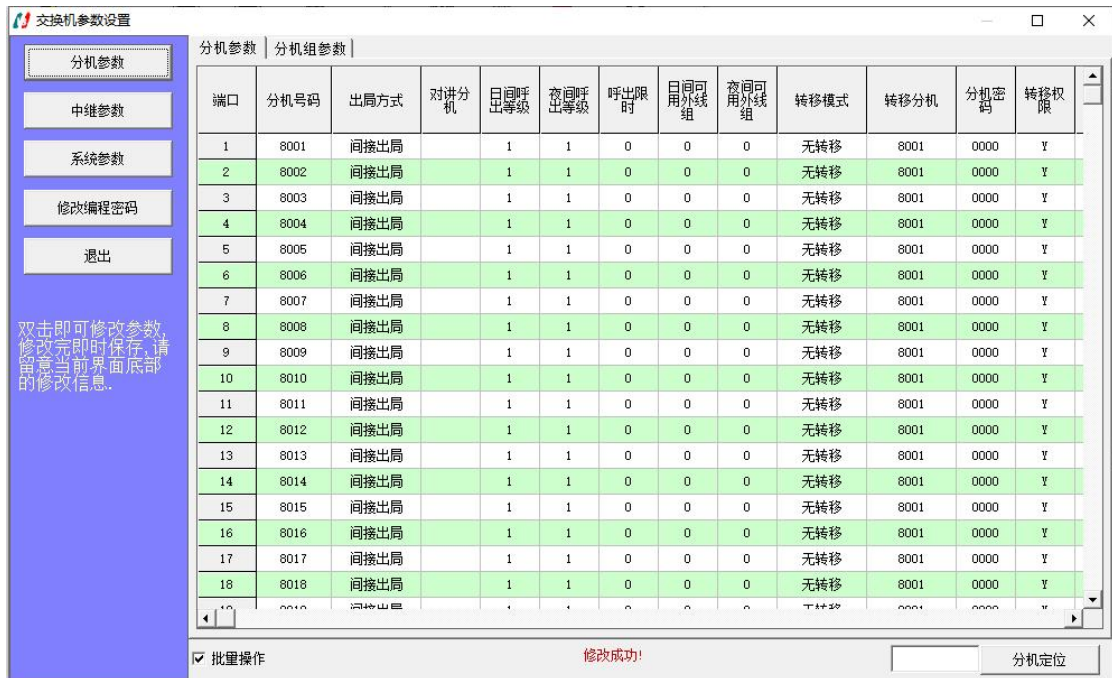 交换机参数设置
分机参数
中继参数
系统参数
修改编程密码
退出
双击即可修改参数,
修改完即时保存,请
留意当前界面底部
的修改信息.
分机参数 分机组参数
端口 分机号码 出局方式 对讲分机 日间呼出等级 夜间呼出等级 呼出限时 日间可用外线组 夜间可用外线组 转移模式 转移分机 分机密码 转移权限
1 8001 间接出局 1 1 0 0 0 无转移 8001 0000 Y
2 8002 间接出局 1 1 0 0 0 无转移 8001 0000 Y
3 8003 间接出局 1 1 0 0 0 无转移 8001 0000 Y
4 8004 间接出局 1 1 0 0 0 无转移 8001 0000 Y
5 8005 间接出局 1 1 0 0 0 无转移 8001 0000 Y
6 8006 间接出局 1 1 0 0 0 无转移 8001 0000 Y
7 8007 间接出局 1 1 0 0 0 无转移 8001 0000 Y
8 8008 间接出局 1 1 0 0 0 无转移 8001 0000 Y
9 8009 间接出局 1 1 0 0 0 无转移 8001 0000 Y
10 8010 间接出局 1 1 0 0 0 无转移 8001 0000 Y
11 8011 间接出局 1 1 0 0 0 无转移 8001 0000 Y
12 8012 间接出局 1 1 0 0 0 无转移 8001 0000 Y
13 8013 间接出局 1 1 0 0 0 无转移 8001 0000 Y
14 8014 间接出局 1 1 0 0 0 无转移 8001 0000 Y
15 8015 间接出局 1 1 0 0 0 无转移 8001 0000 Y
16 8016 间接出局 1 1 0 0 0 无转移 8001 0000 Y
17 8017 间接出局 1 1 0 0 0 无转移 8001 0000 Y
18 8018 间接出局 1 1 0 0 0 无转移 8001 0000 Y
批量操作 修改成功! 分机定位